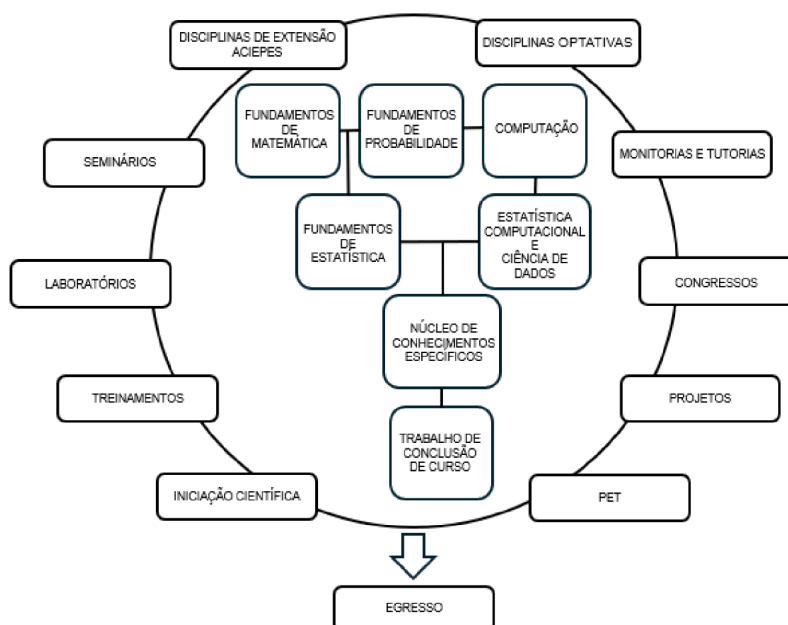 DISCIPLINAS DE EXTENSÃO
ACIEPES
DISCIPLINAS OPTATIVAS
FUNDAMENTOS
DE
MATEMÁTICA
FUNDAMENTOS
DE
PROBABILIDADE
COMPUTAÇÃO
SEMINÁRIOS
MONITORIAS E TUTORIAS
FUNDAMENTOS
DE
ESTATÍSTICA
ESTATÍSTICA
COMPUTACIONAL
E
CIÊNCIA DE
DADOS
LABORATÓRIOS
CONGRESSOS
NÚCLEO DE
CONHECIMENTOS
ESPECÍFICOS
TREINAMENTOS
PROJETOS
TRABALHO DE
CONCLUSÃO
DE CURSO
INICIAÇÃO CIENTÍFICA
PET
EGRESSO